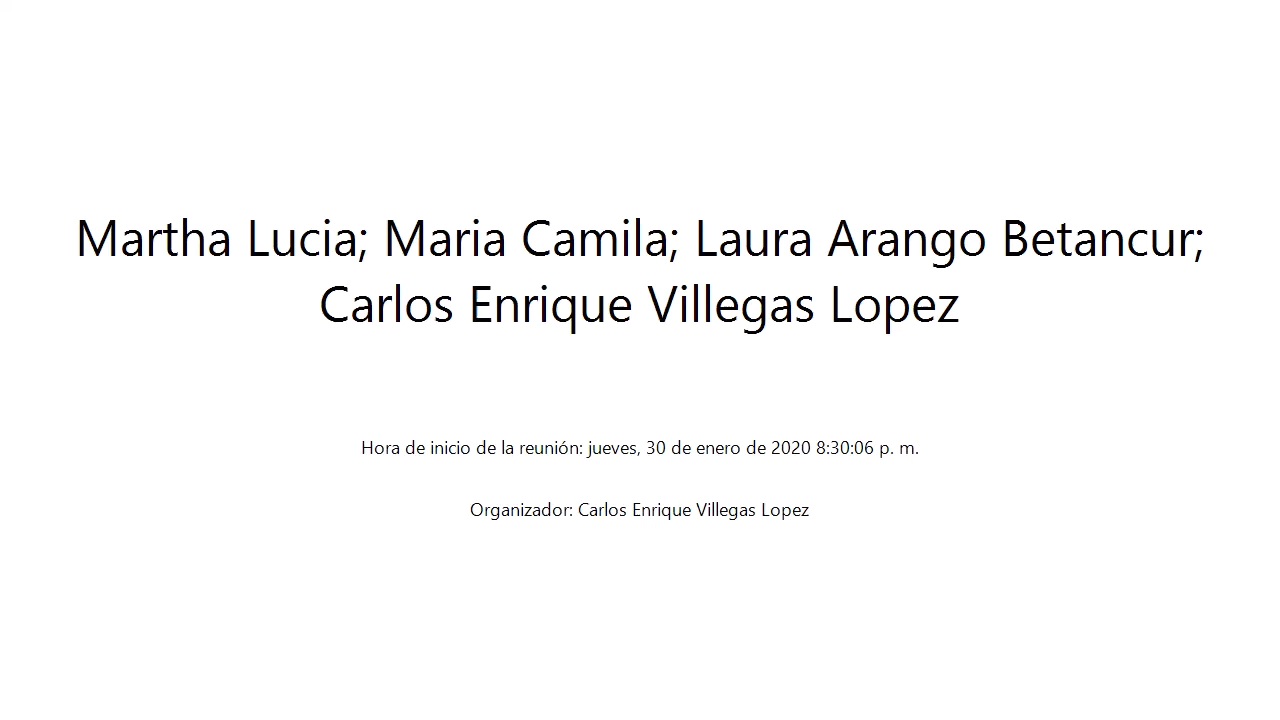 Martha Lucia; Maria Camila; Laura Arango Betancur;
Carlos Enrique Villegas Lopez
Hora de inicio de la reunión: jueves, 30 de enero de 2020 8:30:06 p. m.
Organizador: Carlos Enrique Villegas Lopez